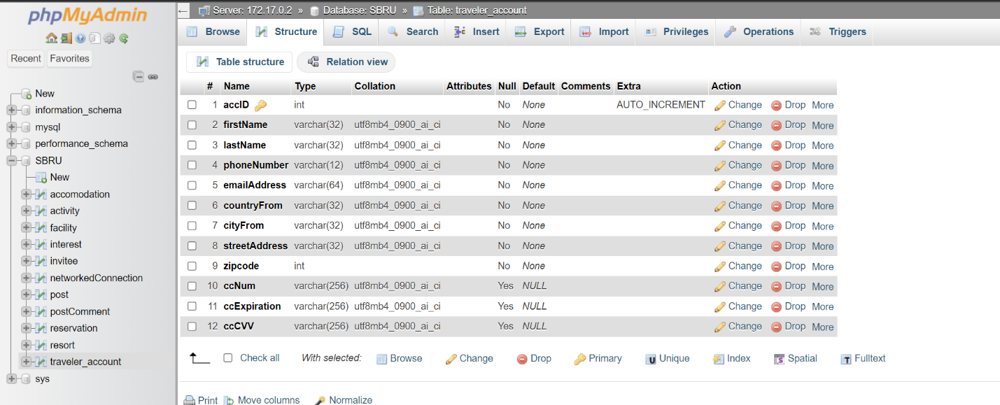 phpMyAdmin
Recent Favorites
New
information_schema
mysql
performance_schema
SBRU
New
accomodation
activity
facility
interest
invitee
networkedConnection
post
postComment
reservation
resort
traveler_account
sys
← Server: 172.17.0.2 » Database: SBRU » Table: traveler_account
Browse Structure SQL Search Insert Export Import Privileges Operations Triggers
Table structure Relation view
# Name Type Collation Attributes Null Default Comments Extra Action
1 accID int No None AUTO_INCREMENT Change Drop More
2 firstName varchar(32) utf8mb4_0900_ai_ci No None Change Drop More
3 lastName varchar(32) utf8mb4_0900_ai_ci No None Change Drop More
4 phoneNumber varchar(12) utf8mb4_0900_ai_ci No None Change Drop More
5 emailAddress varchar(64) utf8mb4_0900_ai_ci No None Change Drop More
6 countryFrom varchar(32) utf8mb4_0900_ai_ci No None Change Drop More
7 cityFrom varchar(32) utf8mb4_0900_ai_ci No None Change Drop More
8 streetAddress varchar(32) utf8mb4_0900_ai_ci No None Change Drop More
9 zipcode int No None Change Drop More
10 ccNum varchar(256) utf8mb4_0900_ai_ci Yes NULL Change Drop More
11 ccExpiration varchar(256) utf8mb4_0900_ai_ci Yes NULL Change Drop More
12 ccCVV varchar(256) utf8mb4_0900_ai_ci Yes NULL Change Drop More
Check all With selected: Browse Change Drop Primary Unique Index Spatial Fulltext
Print Move columns Normalize